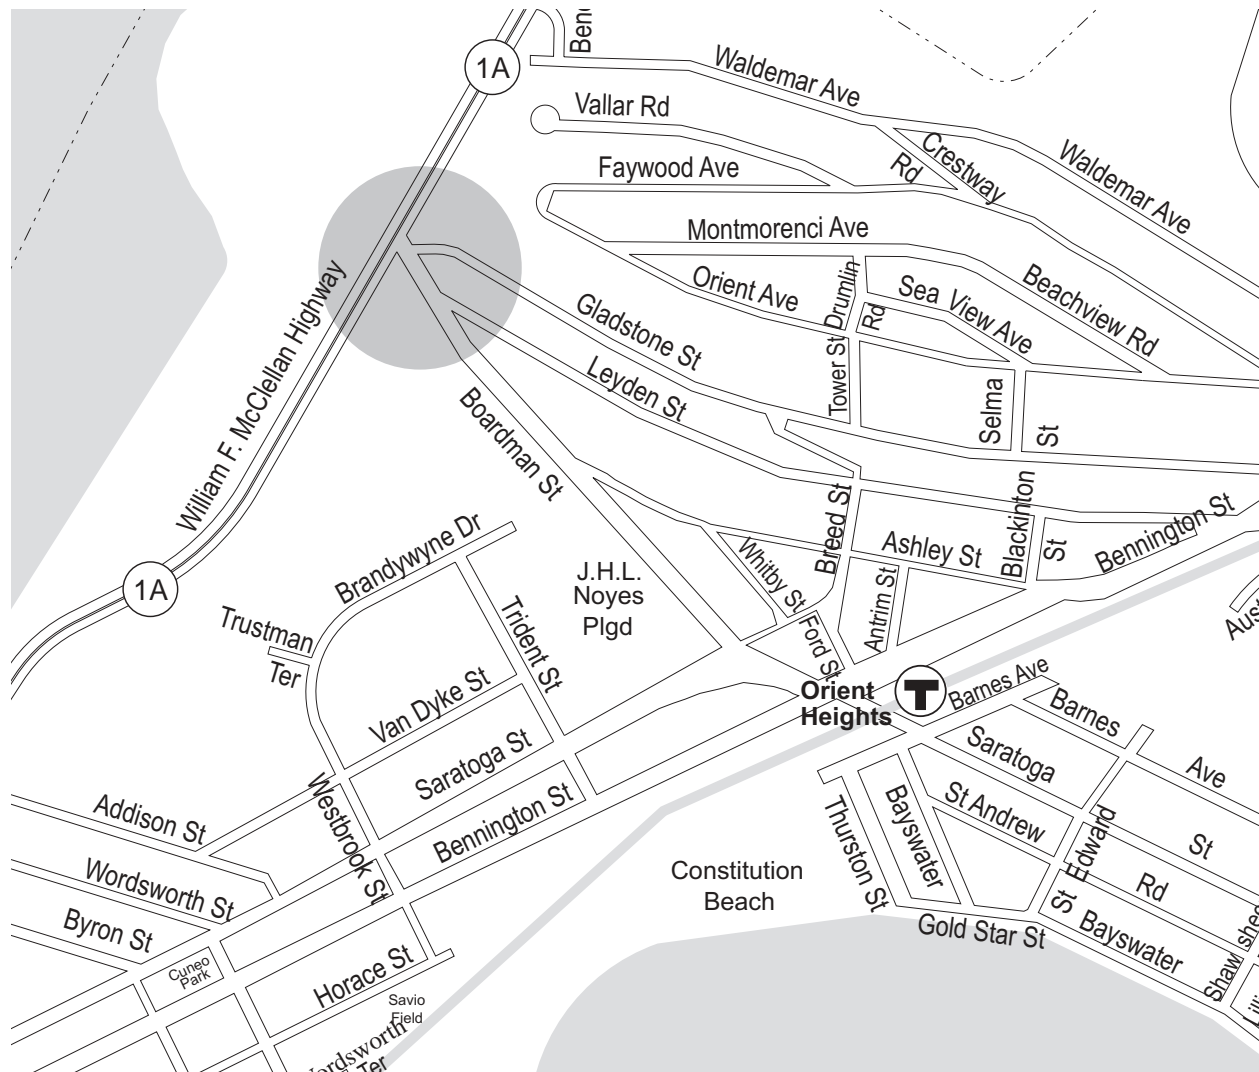 1A
Ben
Waldemar Ave
Vallar Rd
Crestway
Rd
Waldemar Ave
Faywood Ave
Montmorenci Ave
Orient Ave
Drumlin
Rd
Sea View Ave
Beachview Rd
William F. McClellan Highway
Gladstone St
Leyden St
Tower St
Selma
St
Boardman St
Breed St
Blackinton
St
Bennington St
Ashley St
Whitby St
Antrim St
Ford St
1A
Brandywyne Dr
Trustman
Ter
Trident St
J.H.L.
Noyes
Plgd
Van Dyke St
Saratoga St
Bennington St
Westbrook St
Orient
Heights
T
Barnes Ave
Barnes
Ave
Saratoga
St
St Andrew
Rd
Edward
St
Bayswater
Thurston St
Bayswater
Gold Star St
Constitution
Beach
Addison St
Wordsworth St
Byron St
Cuneo
Park
Horace St
Savio
Field
Ter